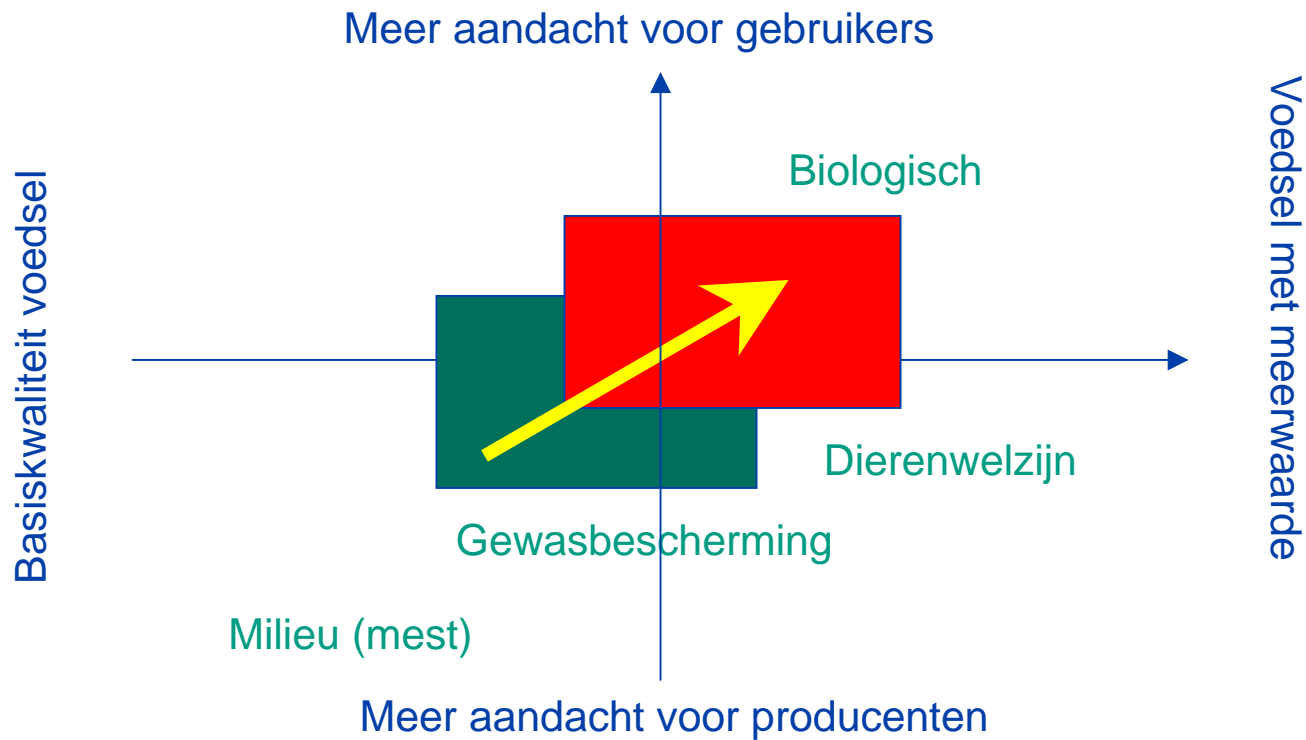 Meer aandacht voor gebruikers
Basiskwaliteit voedsel
Voedsel met meerwaarde
Biologisch
Dierenwelzijn
Gewasbescherming
Milieu (mest)
Meer aandacht voor producenten